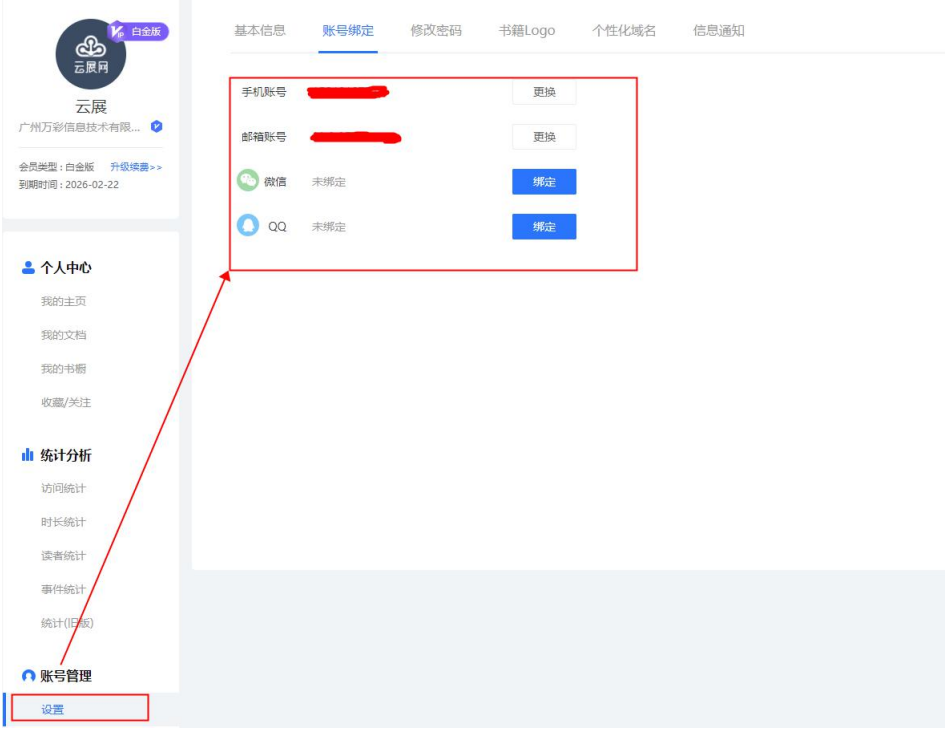 VIP 白金版
云展网
云展
广州万彩信息技术有限...
会员类型：白金版 升级续费>>
到期时间：2026-02-22
个人中心
我的主页
我的文档
我的书橱
收藏/关注
统计分析
访问统计
时长统计
读者统计
事件统计
统计(旧版)
账号管理
设置
基本信息 账号绑定 修改密码 书籍Logo 个性化域名 信息通知
手机账号 更换
邮箱账号 更换
微信 未绑定 绑定
QQ 未绑定 绑定